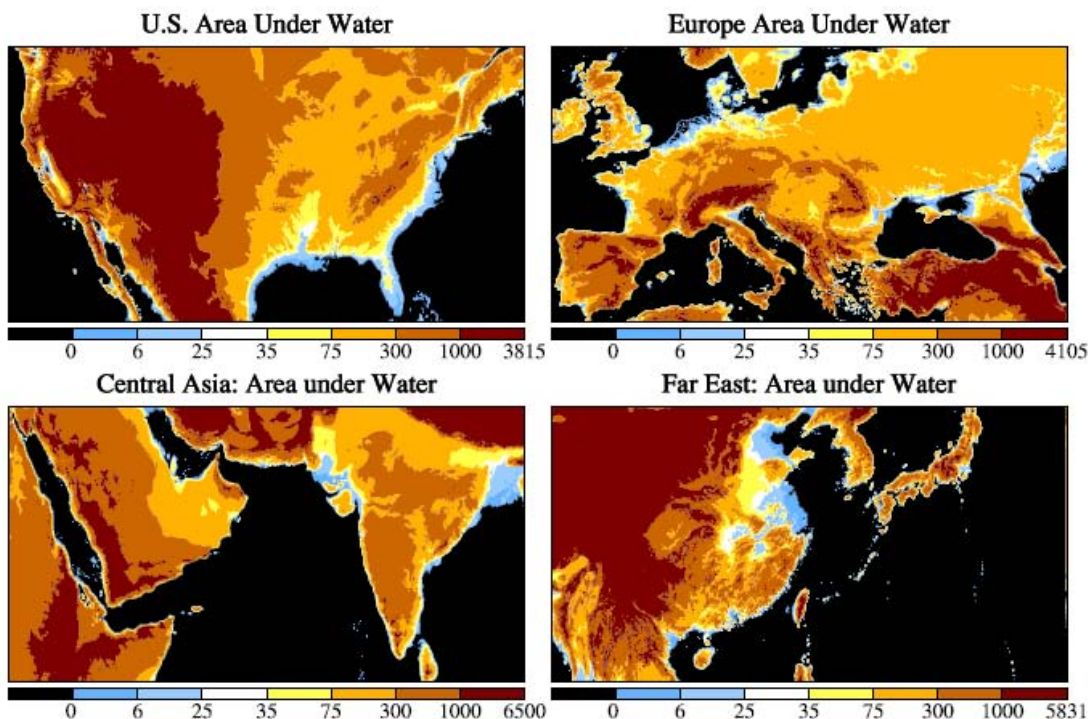 U.S. Area Under Water
Europe Area Under Water
0 6 25 35 75 300 1000 3815
0 6 25 35 75 300 1000 4105
Central Asia: Area under Water
Far East: Area under Water
0 6 25 35 75 300 1000 6500
0 6 25 35 75 300 1000 5831